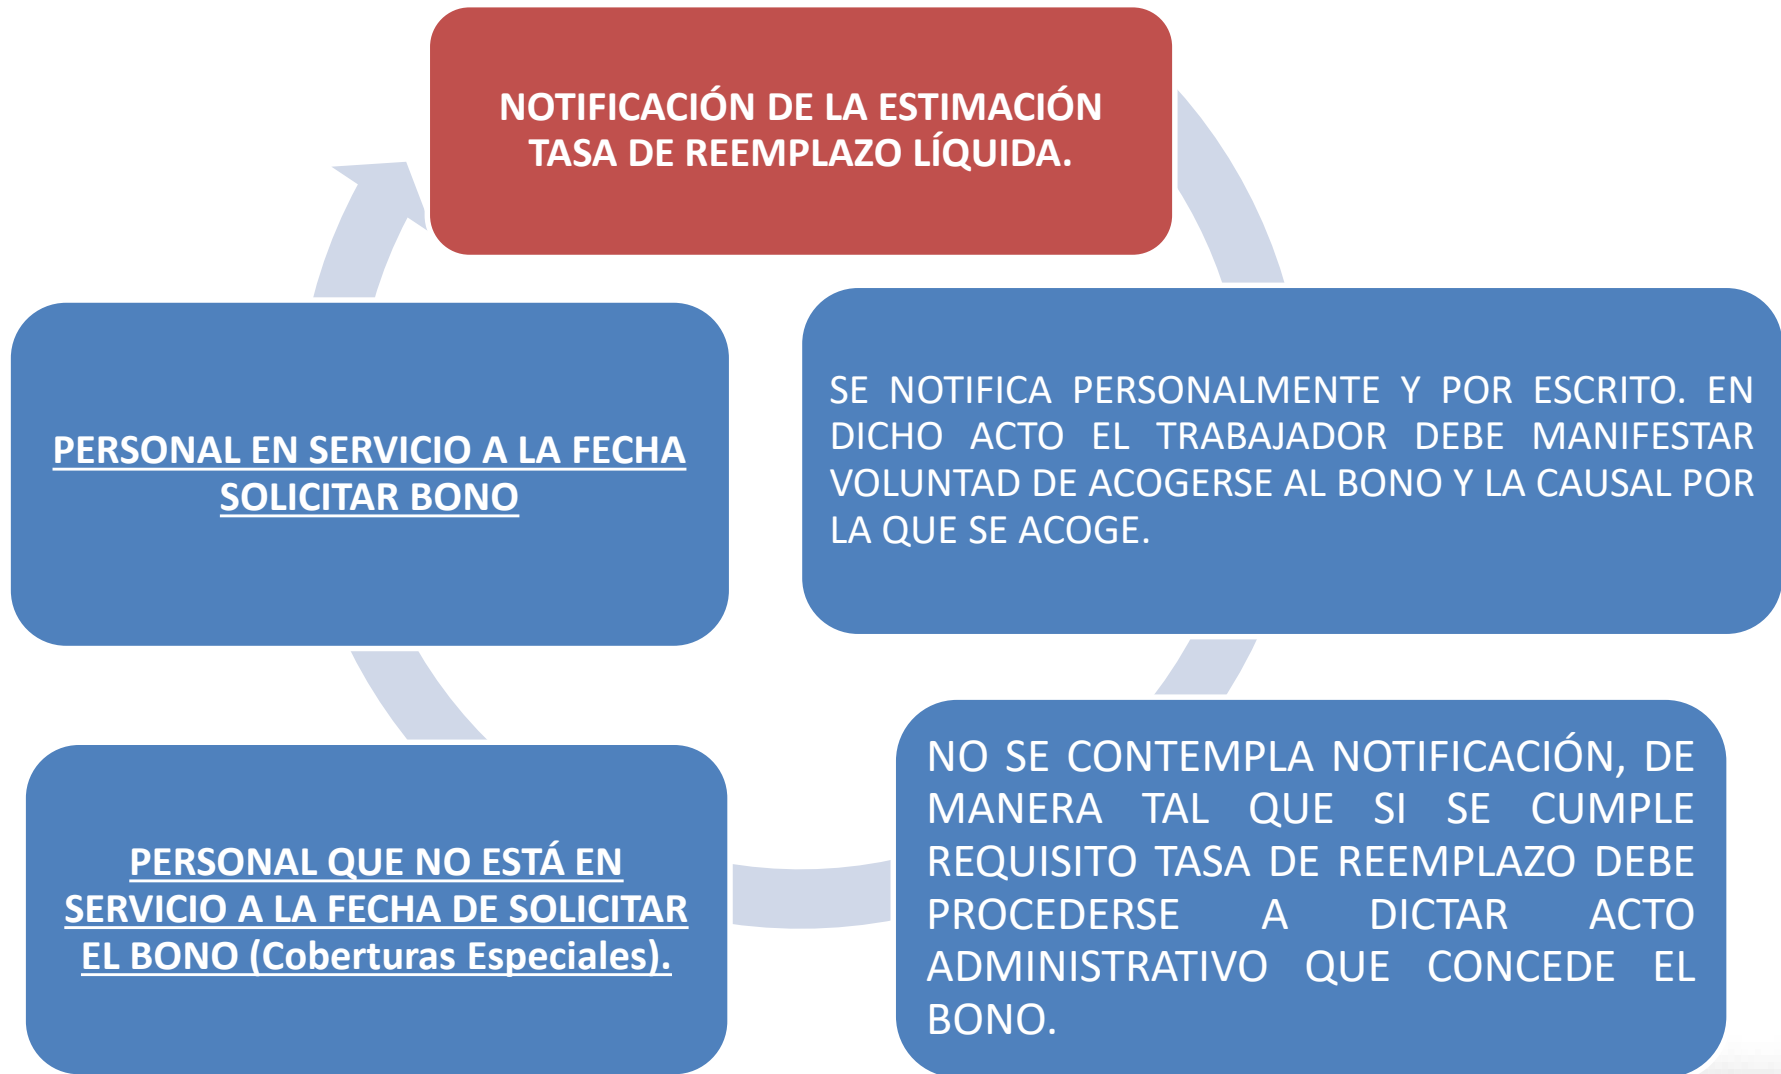 NOTIFICACIÓN DE LA ESTIMACIÓN
TASA DE REEMPLAZO LÍQUIDA.
PERSONAL EN SERVICIO A LA FECHA
SOLICITAR BONO
SE NOTIFICA PERSONALMENTE Y POR ESCRITO. EN
DICHO ACTO EL TRABAJADOR DEBE MANIFESTAR
VOLUNTAD DE ACOGERSE AL BONO Y LA CAUSAL POR
LA QUE SE ACOGE.
PERSONAL QUE NO ESTÁ EN
SERVICIO A LA FECHA DE SOLICITAR
EL BONO (Coberturas Especiales).
NO SE CONTEMPLA NOTIFICACIÓN, DE
MANERA TAL QUE SI SE CUMPLE
REQUISITO TASA DE REEMPLAZO DEBE
PROCEDERSE A DICTAR ACTO
ADMINISTRATIVO QUE CONCEDE EL
BONO.